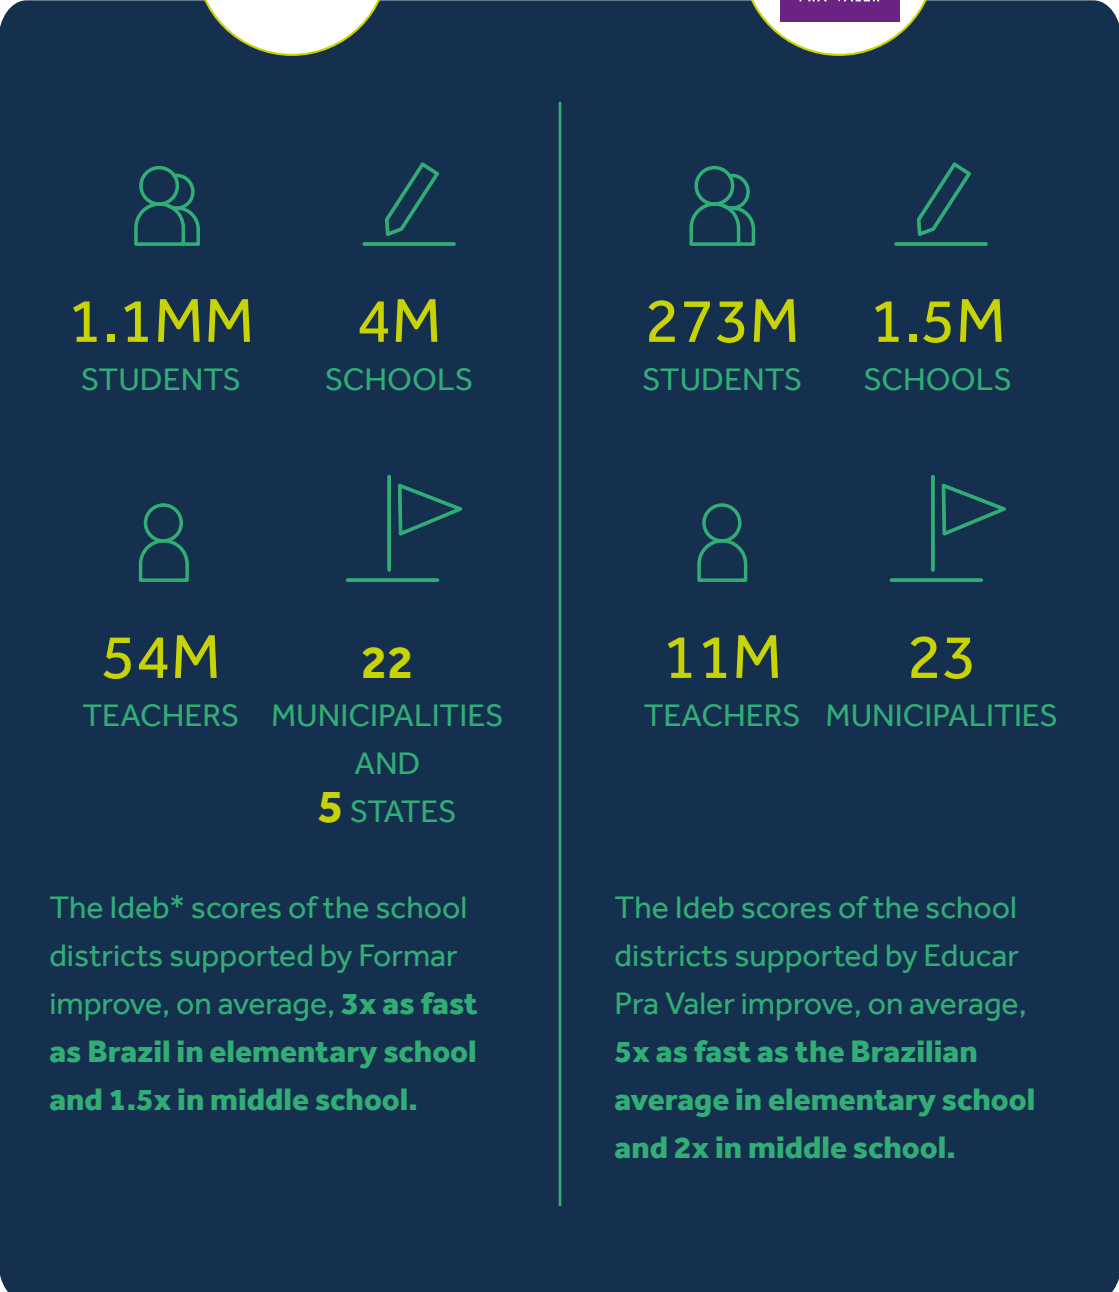 1.1MM
STUDENTS
4M
SCHOOLS
54M
TEACHERS
22
MUNICIPALITIES
AND
5 STATES
The Ideb* scores of the school
districts supported by Formar
improve, on average, 3x as fast
as Brazil in elementary school
and 1.5x in middle school.
273M
STUDENTS
1.5M
SCHOOLS
11M
TEACHERS
23
MUNICIPALITIES
The Ideb scores of the school
districts supported by Educar
Pra Valer improve, on average,
5x as fast as the Brazilian
average in elementary school
and 2x in middle school.